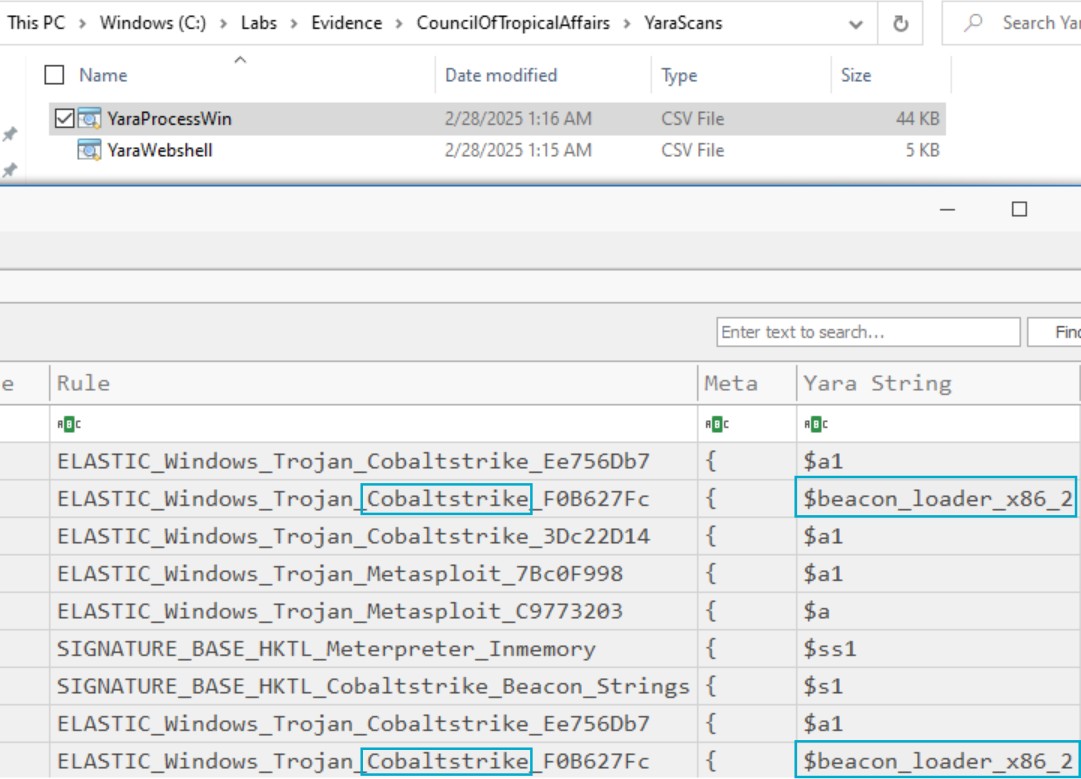 This PC > Windows (C:) > Labs > Evidence > CouncilOfTropicalAffairs > YaraScans Search Yar
Name Date modified Type Size
YaraProcessWin 2/28/2025 1:16 AM CSV File 44 KB
YaraWebshell 2/28/2025 1:15 AM CSV File 5 KB
Enter text to search... Find
e Rule Meta Yara String
ABC ABC ABC
ELASTIC_Windows_Trojan_Cobaltstrike_Ee756Db7 { $a1
ELASTIC_Windows_Trojan_Cobaltstrike_F0B627Fc { $beacon_loader_x86_2
ELASTIC_Windows_Trojan_Cobaltstrike_3Dc22D14 { $a1
ELASTIC_Windows_Trojan_Metasploit_7Bc0F998 { $a1
ELASTIC_Windows_Trojan_Metasploit_C9773203 { $a
SIGNATURE_BASE_HKTL_Meterpreter_Inmemory { $ss1
SIGNATURE_BASE_HKTL_Cobaltstrike_Beacon_Strings { $s1
ELASTIC_Windows_Trojan_Cobaltstrike_Ee756Db7 { $a1
ELASTIC_Windows_Trojan_Cobaltstrike_F0B627Fc { $beacon_loader_x86_2